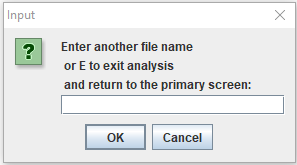 Input
?
Enter another file name
or E to exit analysis
and return to the primary screen:
OK Cancel